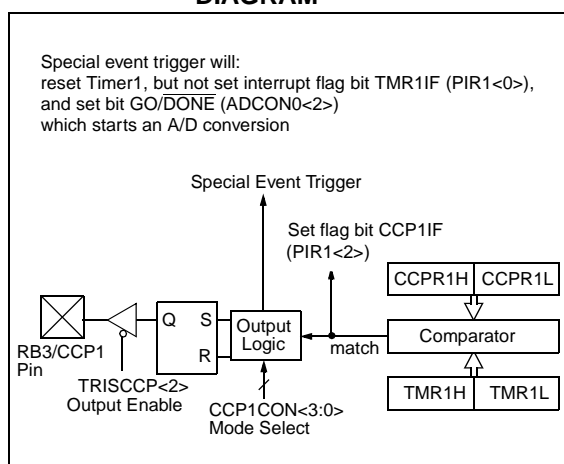 DIAGRAM
Special event trigger will:
reset Timer1, but not set interrupt flag bit TMR1IF (PIR1<0>),
and set bit GO/DONE (ADCON0<2>)
which starts an A/D conversion
Special Event Trigger
Set flag bit CCP1IF
(PIR1<2>)
CCPR1H CCPR1L
Q S Output
R Logic
match
Comparator
RB3/CCP1
Pin
TRISCCP<2>
Output Enable
CCP1CON<3:0>
Mode Select
TMR1H TMR1L